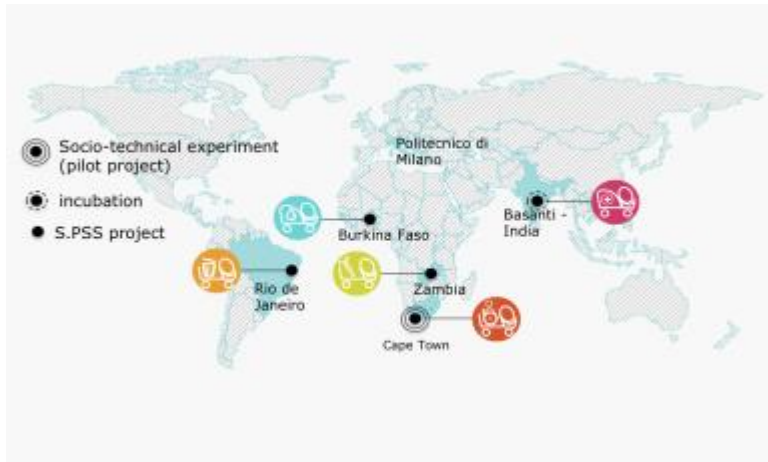 Socio-technical experiment
(pilot project)
incubation
S.PSS project
Politecnico di
Milano
Burkina Faso
Basanti -
India
Rio de
Janeiro
Zambia
Cape Town